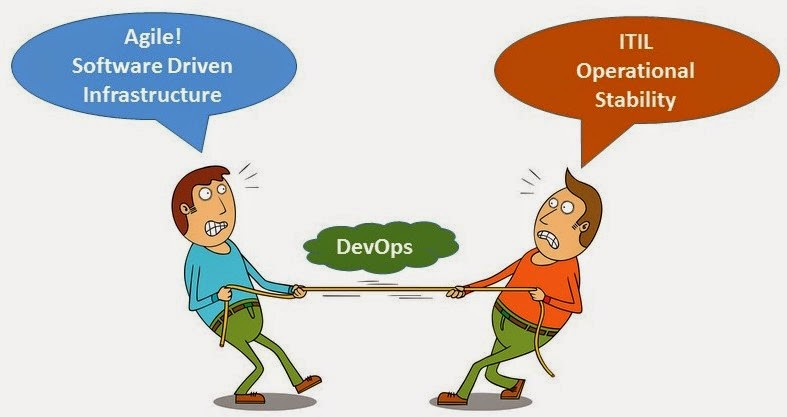 Agile!
Software Driven
Infrastructure
ITIL
Operational
Stability
DevOps